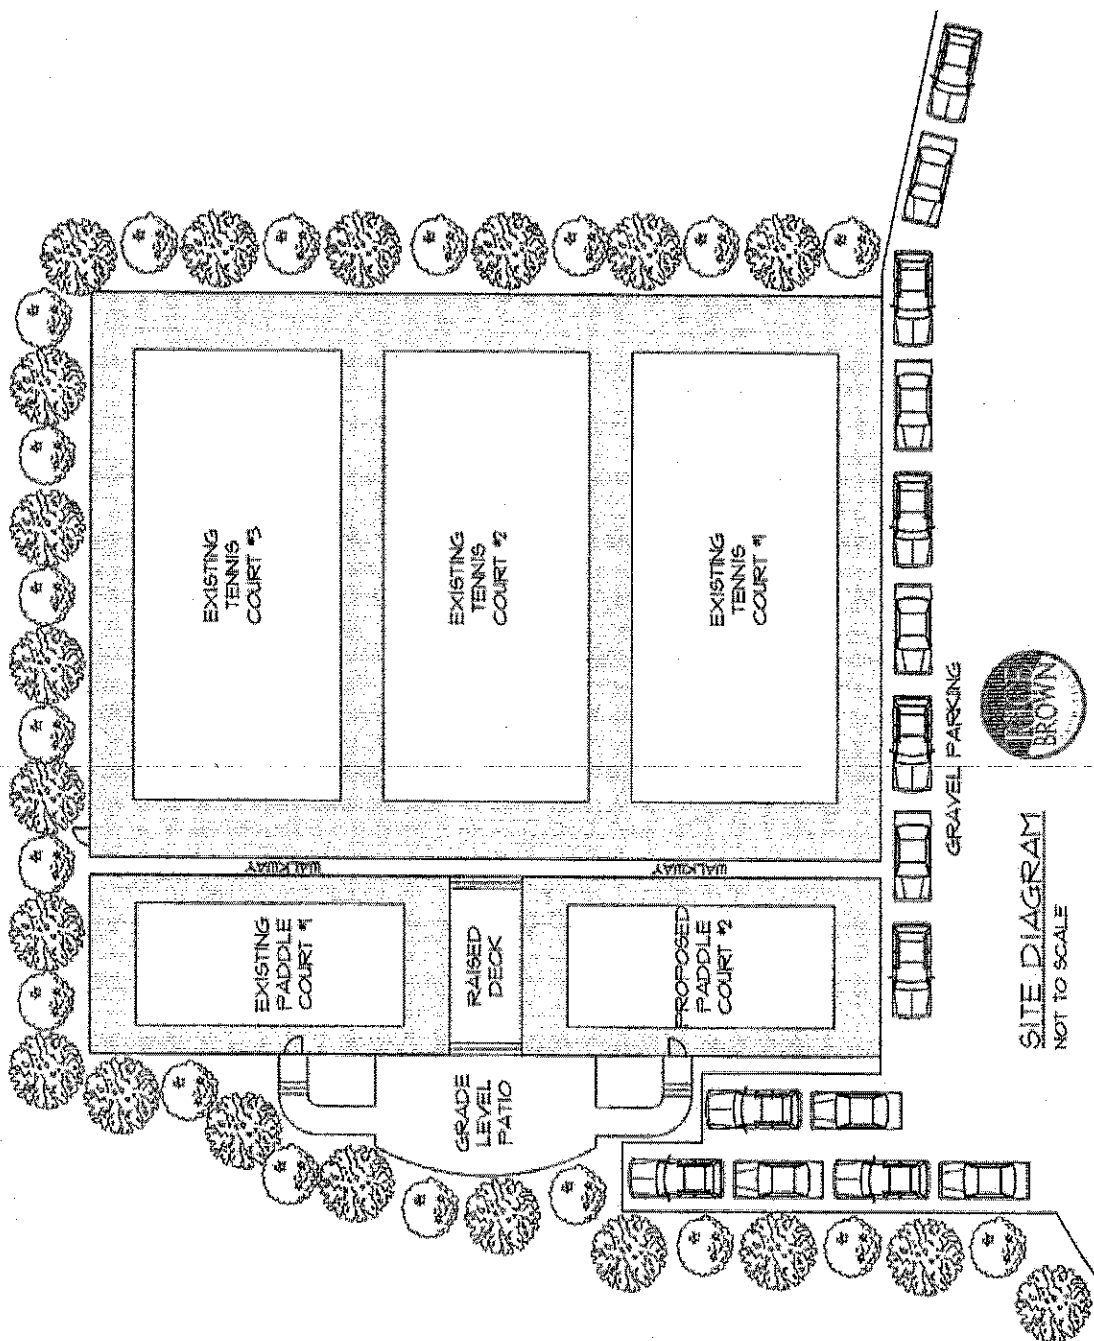 EXISTING
TENNIS
COURT #3
EXISTING
TENNIS
COURT #2
EXISTING
TENNIS
COURT #1
WALKWAY
WALKWAY
EXISTING
PADDLE
COURT #1
RAISED
DECK
PROPOSED
PADDLE
COURT #2
GRADE
LEVEL
PATIO
GRAVEL PARKING
BROWN
SITE DIAGRAM
NOT TO SCALE